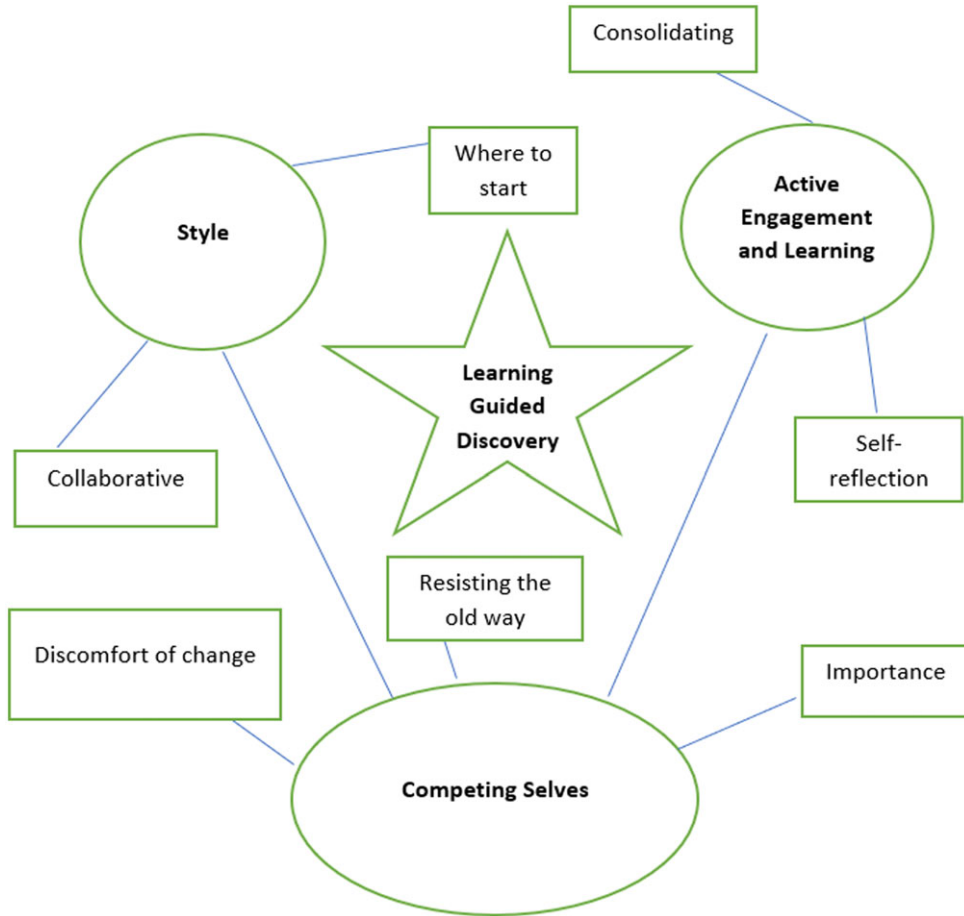 Consolidating
Where to
start
Style
Active
Engagement
and Learning
Learning
Guided
Discovery
Collaborative
Self-
reflection
Resisting the
old way
Discomfort of change
Importance
Competing Selves